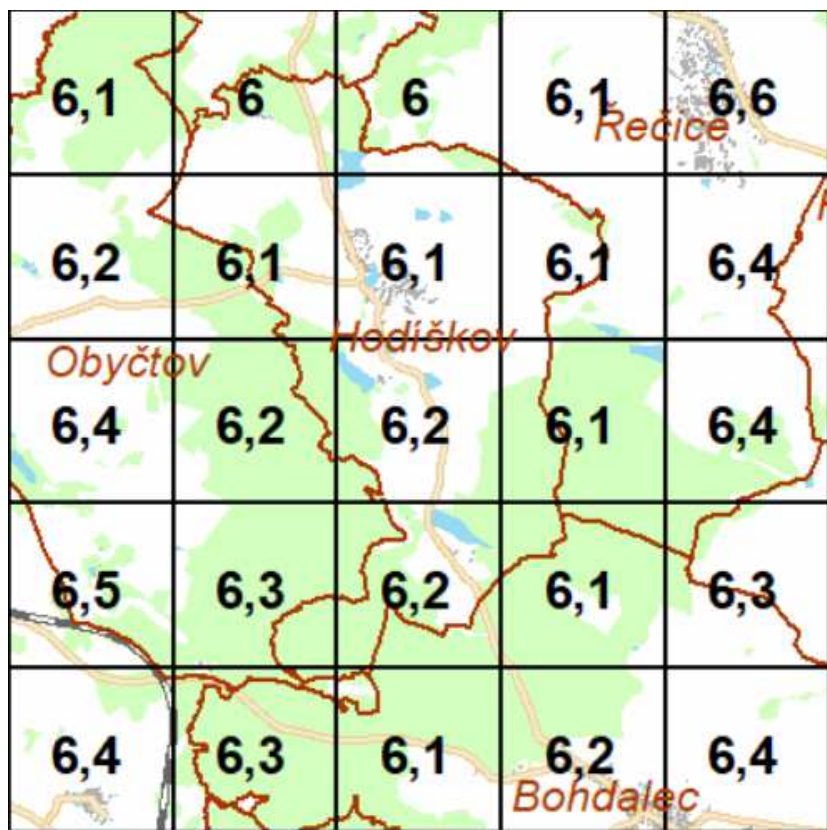 6,1 6 6 6,1 6,6
Řečice
6,2 6,1 6,1 6,1 6,4
Hodíškov
Obyčtov
6,4 6,2 6,2 6,1 6,4
6,5 6,3 6,2 6,1 6,3
6,4 6,3 6,1 6,2 6,4
Bohdalec